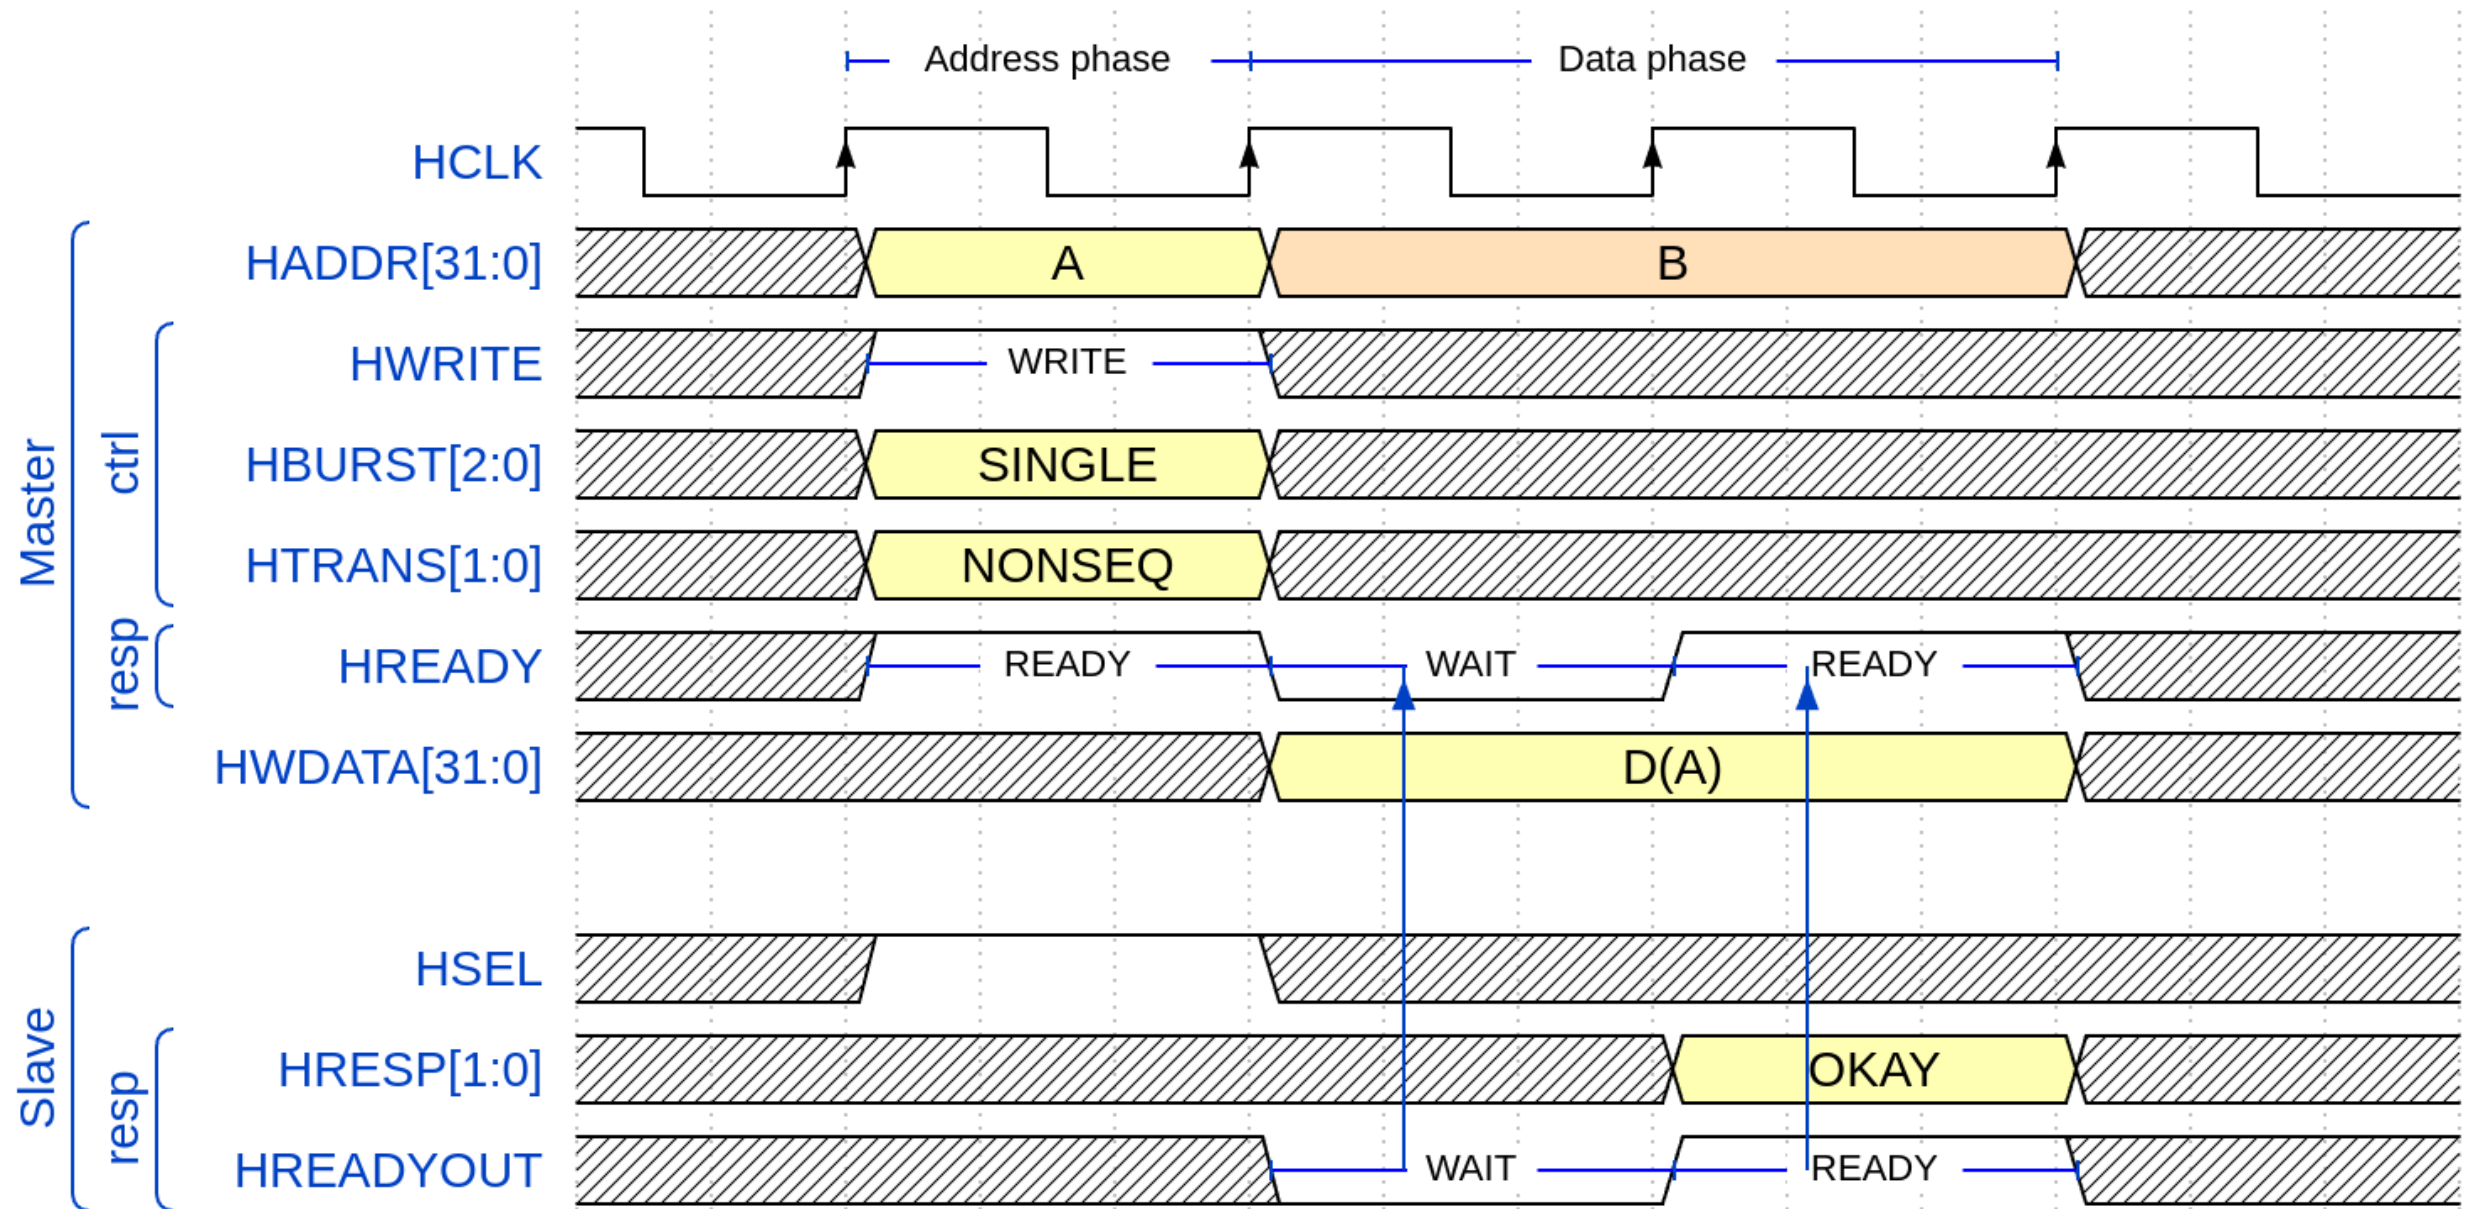 Address phase Data phase
HCLK
HADDR[31:0] A B
HWRITE WRITE
HBURST[2:0] SINGLE
HTRANS[1:0] NONSEQ
HREADY READY WAIT READY
HWDATA[31:0] D(A)
Master
ctrl
resp
HSEL
HRESP[1:0] OKAY
HREADYOUT WAIT READY
Slave
resp